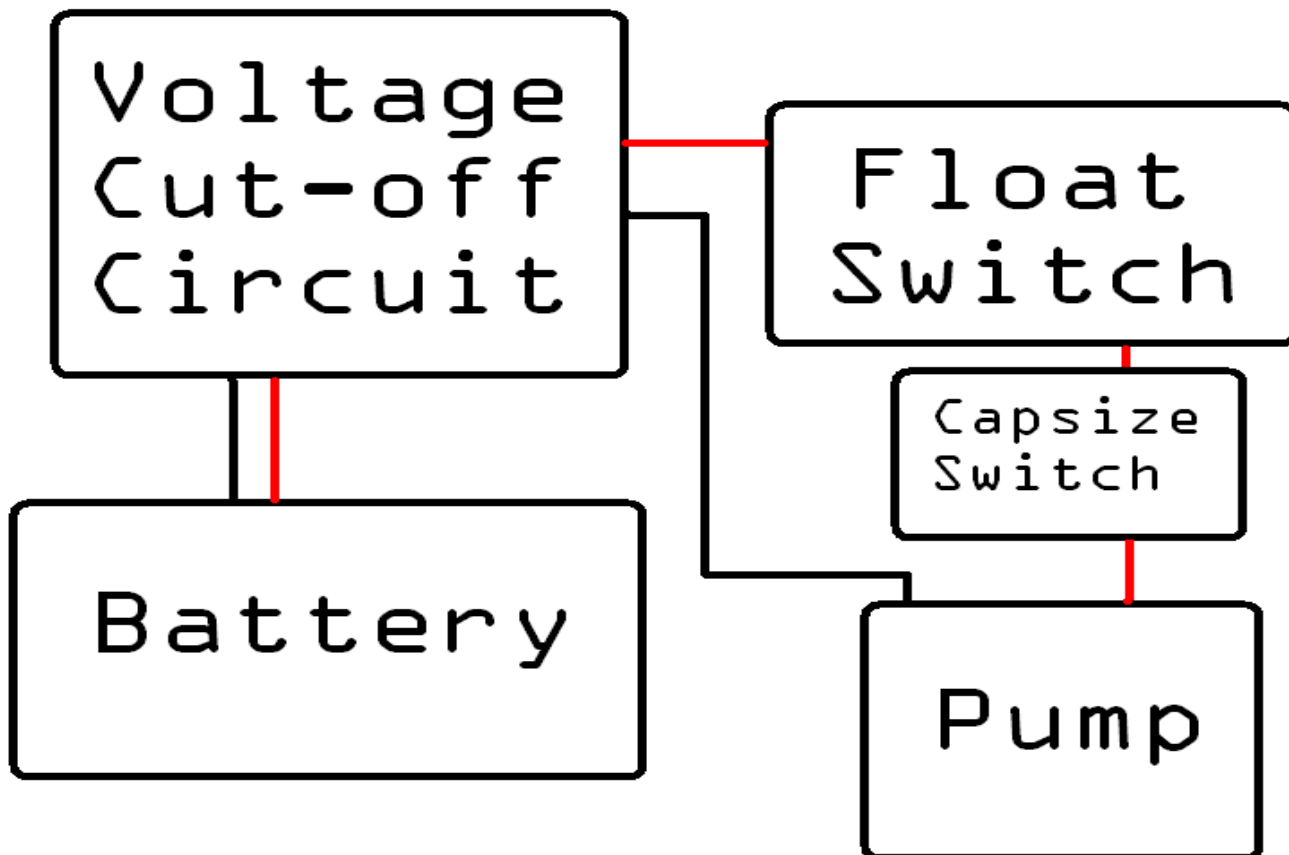 Voltage
Cut-off
Circuit
Float
Switch
Capsize
Switch
Battery
Pump